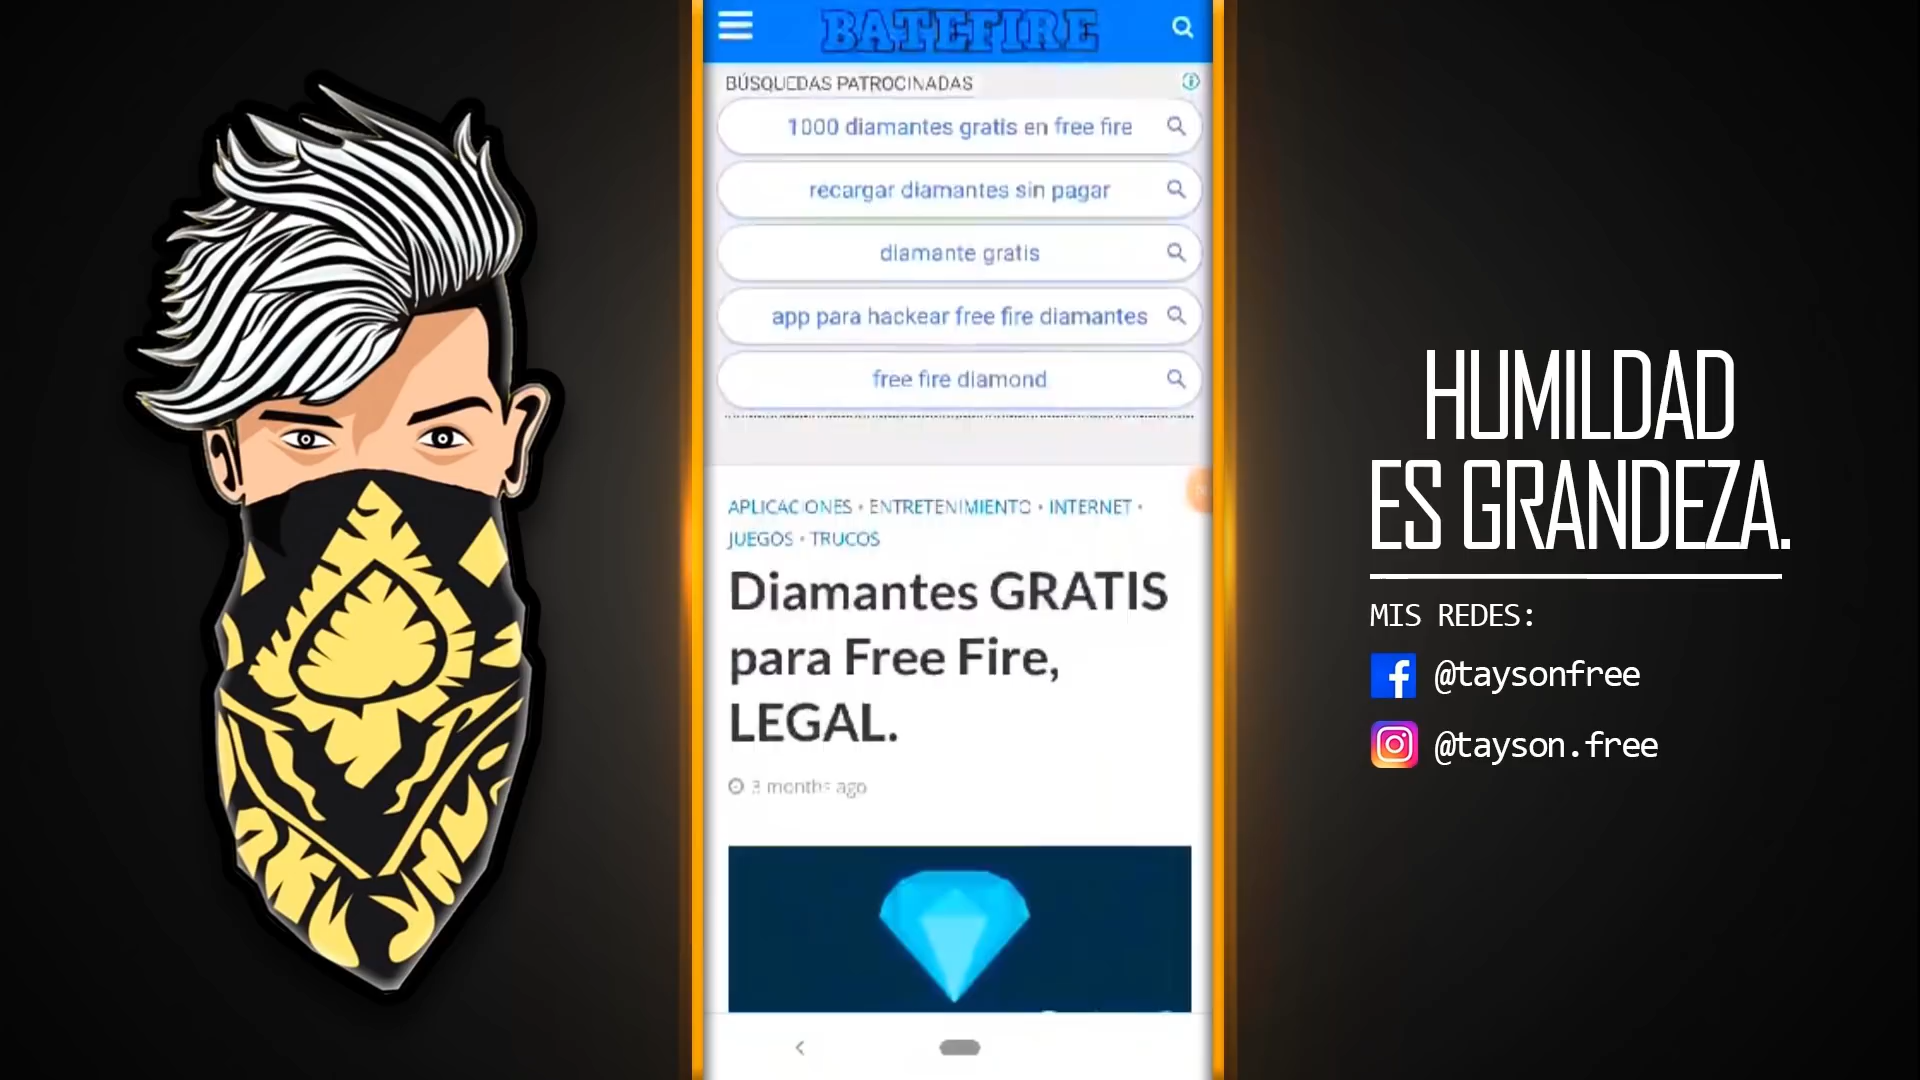 BATEFIRE
BÚSQUEDAS PATROCINADAS
1000 diamantes gratis en free fire
recargar diamantes sin pagar
diamante gratis
app para hackear free fire diamantes
free fire diamond
APLICACIONES • ENTRETENIMIENTO • INTERNET •
JUEGOS • TRUCOS
Diamantes GRATIS
para Free Fire,
LEGAL.
3 months ago
HUMILDAD
ES GRANDEZA.
MIS REDES:
@taysonfree
@tayson.free